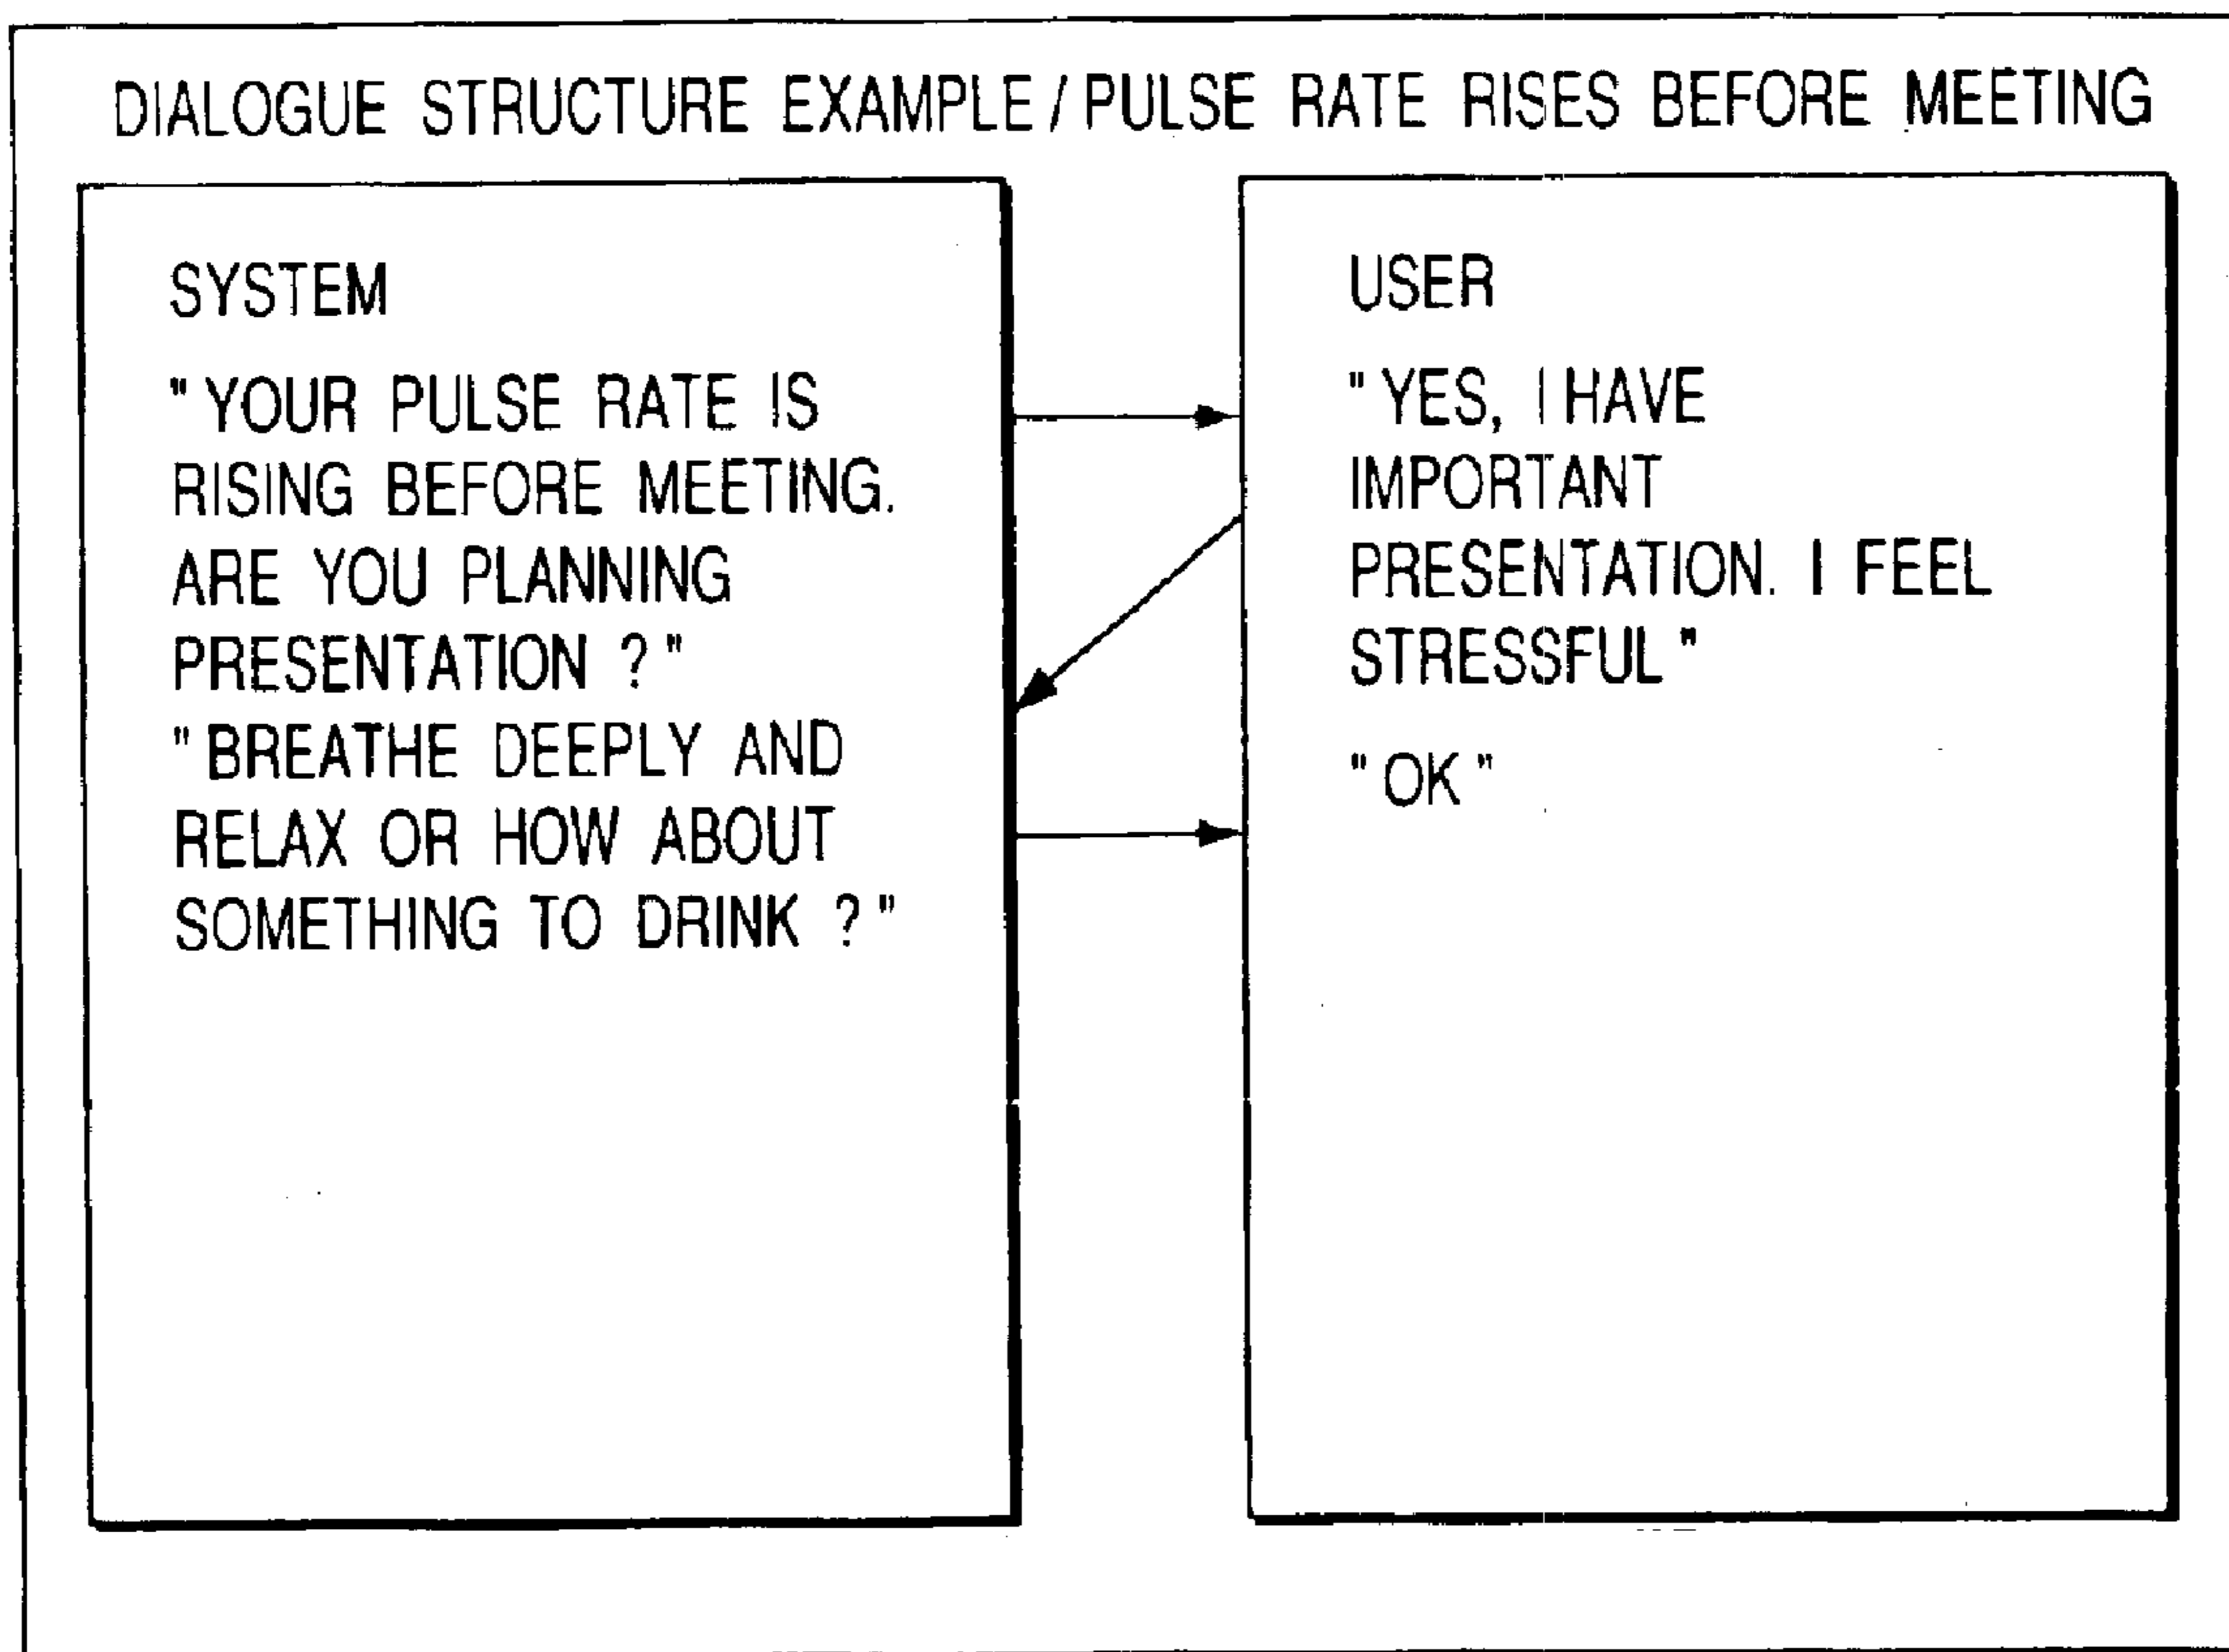 DIALOGUE STRUCTURE EXAMPLE / PULSE RATE RISES BEFORE MEETING
SYSTEM
"YOUR PULSE RATE IS
RISING BEFORE MEETING.
ARE YOU PLANNING
PRESENTATION ?"
"BREATHE DEEPLY AND
RELAX OR HOW ABOUT
SOMETHING TO DRINK ?"
USER
"YES, I HAVE
IMPORTANT
PRESENTATION. I FEEL
STRESSFUL"
"OK"